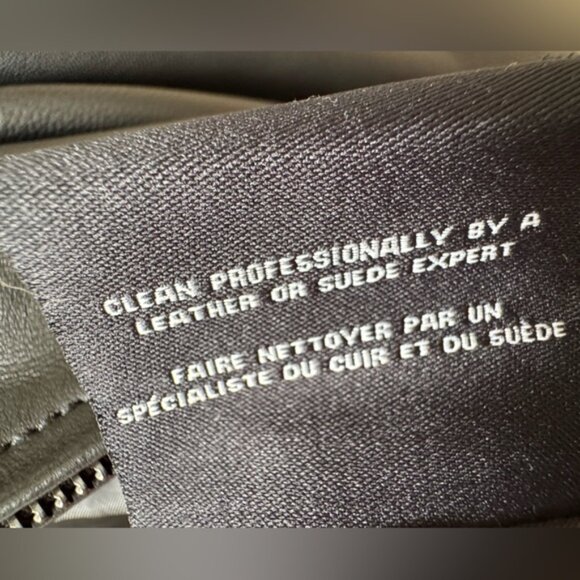 CLEAN PROFESSIONALLY BY A
LEATHER OR SUEDE EXPERT
FAIRE NETTOYER PAR UN
SPÉCIALISTE DU CUIR ET DU SUÈDE